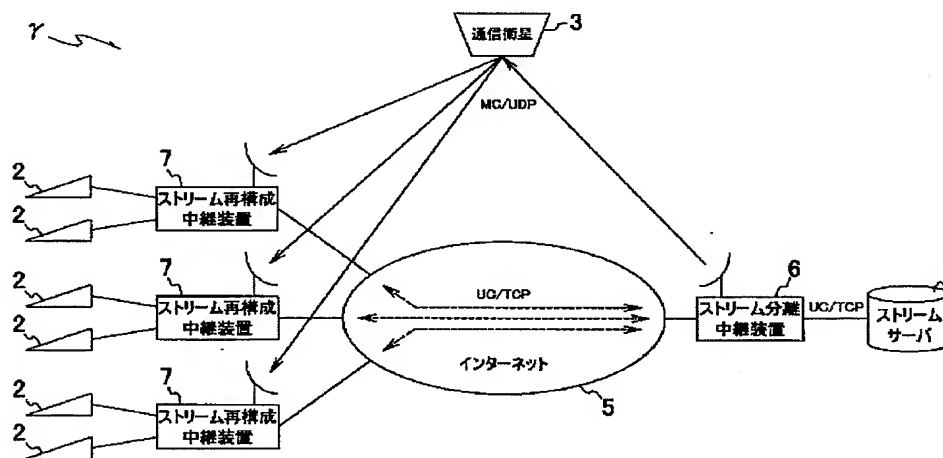 γ
通信衛星
3
MC/UDP
7
2
ストリーム再構成
中継装置
2
7
2
ストリーム再構成
中継装置
2
UC/TCP
インターネット
5
6
ストリーム分離
中継装置
UC/TCP
ストリーム
サーバ
7
2
ストリーム再構成
中継装置
2